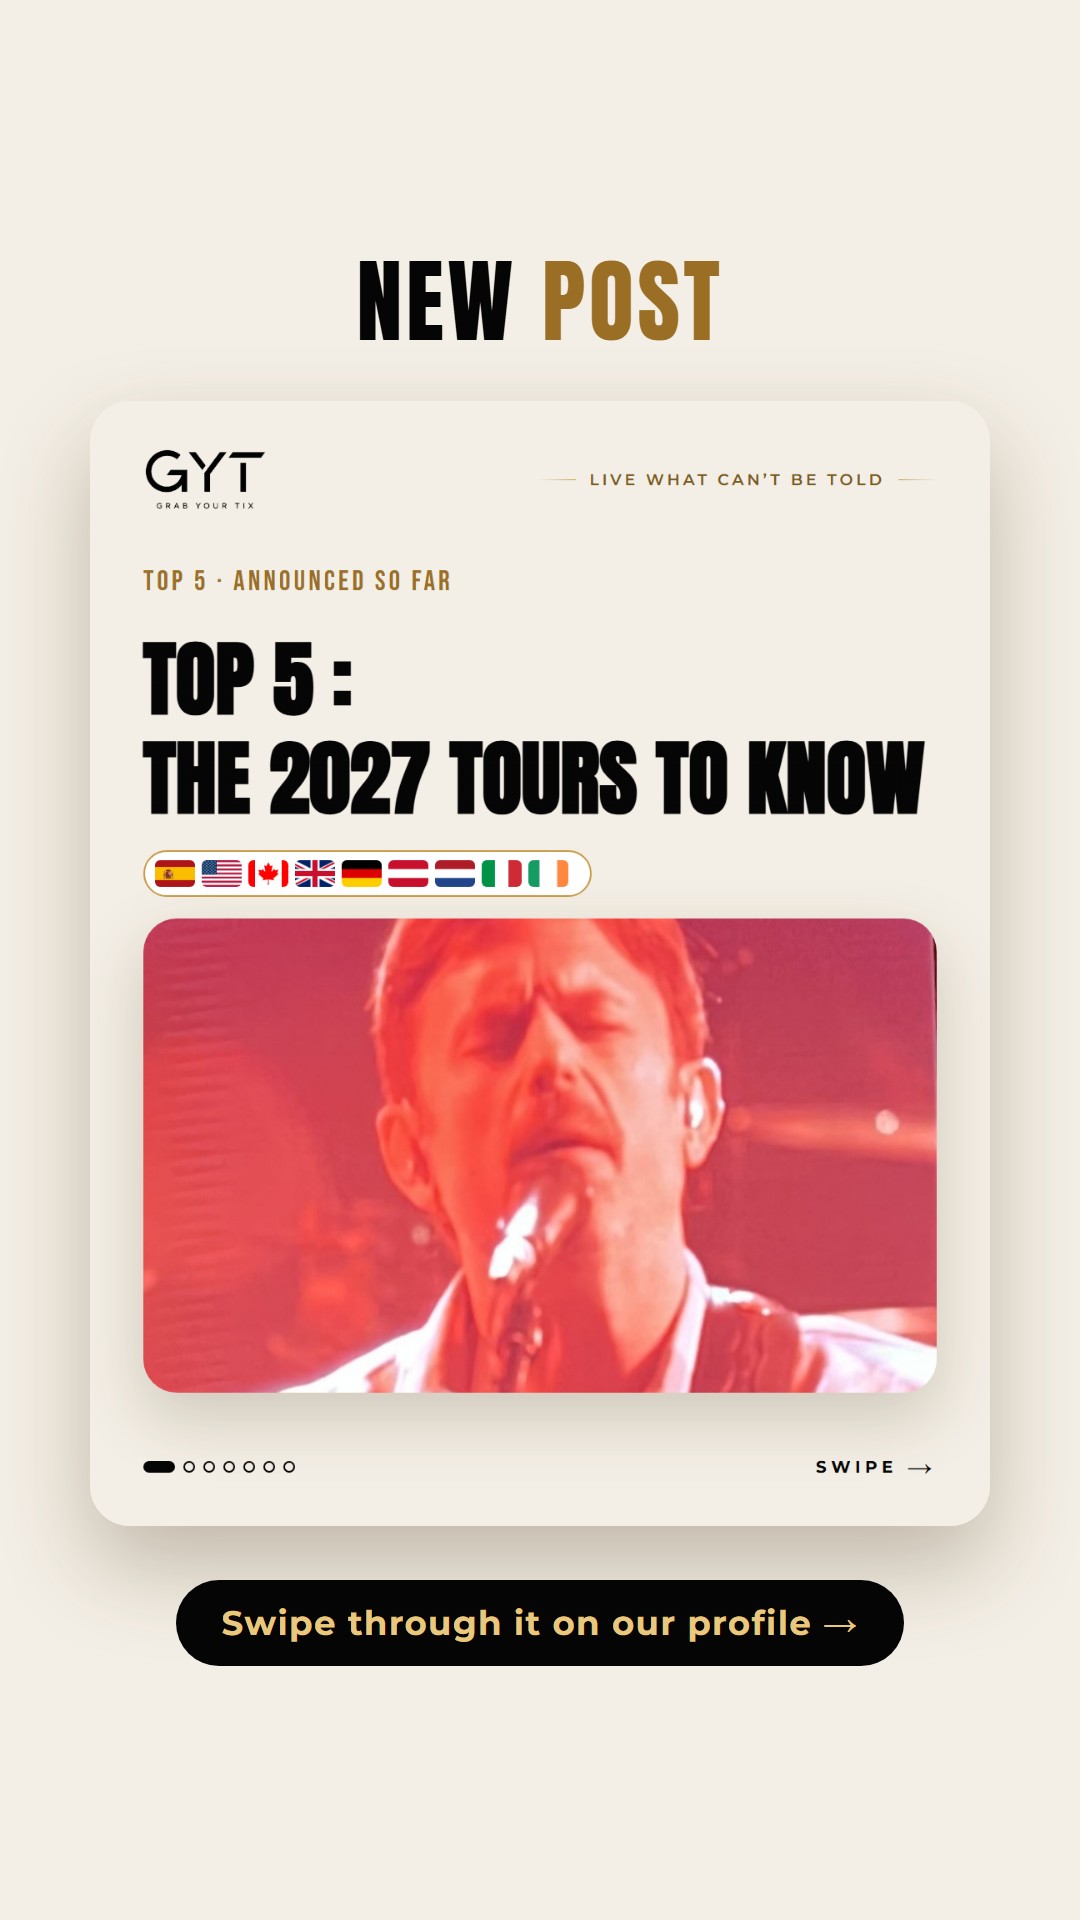 NEW POST
GYT
GRAB YOUR TIX
LIVE WHAT CAN'T BE TOLD
TOP 5 · ANNOUNCED SO FAR
TOP 5 :
THE 2027 TOURS TO KNOW
SWIPE →
Swipe through it on our profile →